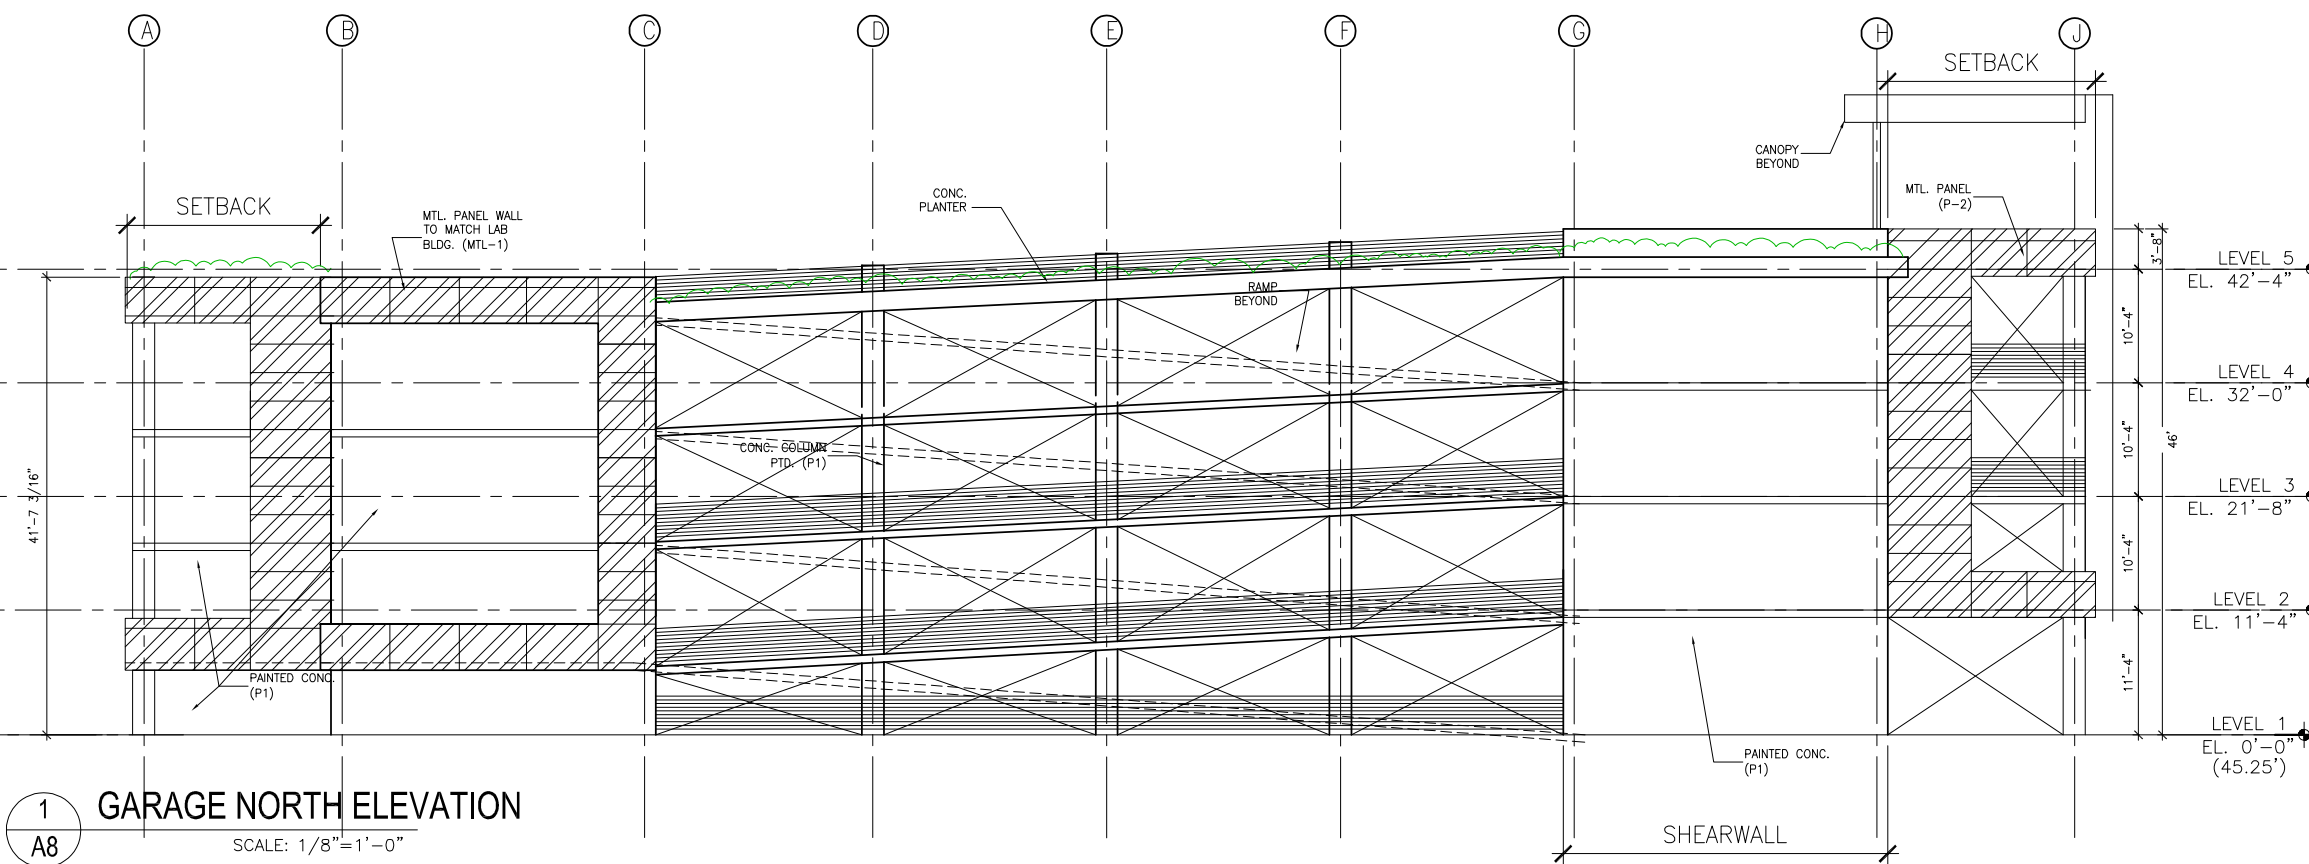 A
B
C
D
E
F
G
H
J
SETBACK
CANOPY
BEYOND
MTL. PANEL
(P-2)
SETBACK
MTL. PANEL WALL
TO MATCH LAB
BLDG. (MTL-1)
CONC.
PLANTER
RAMP
BEYOND
3'-8"
LEVEL 5
EL. 42'-4"
10'-4"
LEVEL 4
EL. 32'-0"
CONC. COLUMN
PTD. (P1)
10'-4"
46'
41'-7 3/16"
LEVEL 3
EL. 21'-8"
10'-4"
LEVEL 2
EL. 11'-4"
PAINTED CONC.
(P1)
11'-4"
LEVEL 1
EL. 0'-0"
(45.25')
PAINTED CONC.
(P1)
1
A8
GARAGE NORTH ELEVATION
SCALE: 1/8"=1'-0"
SHEARWALL